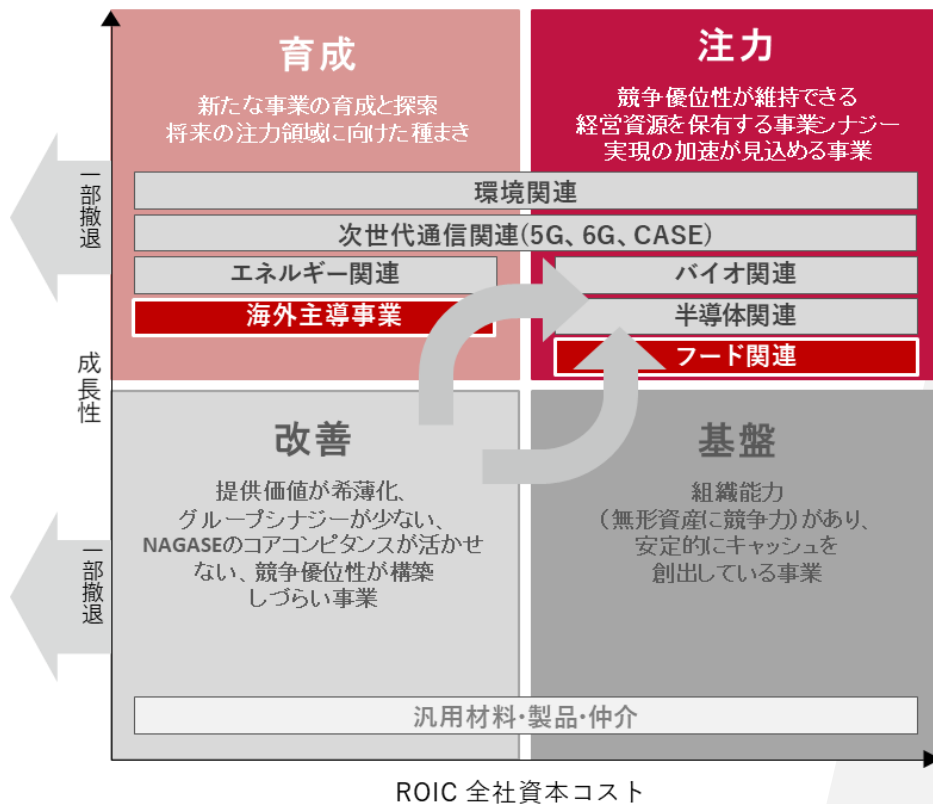 育成
新たな事業の育成と探索
将来の注力領域に向けた種まき
注力
競争優位性が維持できる
経営資源を保有する事業シナジー
実現の加速が見込める事業
一部撤退
環境関連
次世代通信関連(5G、6G、CASE)
エネルギー関連
バイオ関連
海外主導事業
半導体関連
フード関連
成長性
改善
提供価値が希薄化、
グループシナジーが少ない、
NAGASEのコアコンピタンスが活かせ
ない、競争優位性が構築
しづらい事業
基盤
組織能力
（無形資産に競争力）があり、
安定的にキャッシュを
創出している事業
一部撤退
汎用材料・製品・仲介
ROIC 全社資本コスト